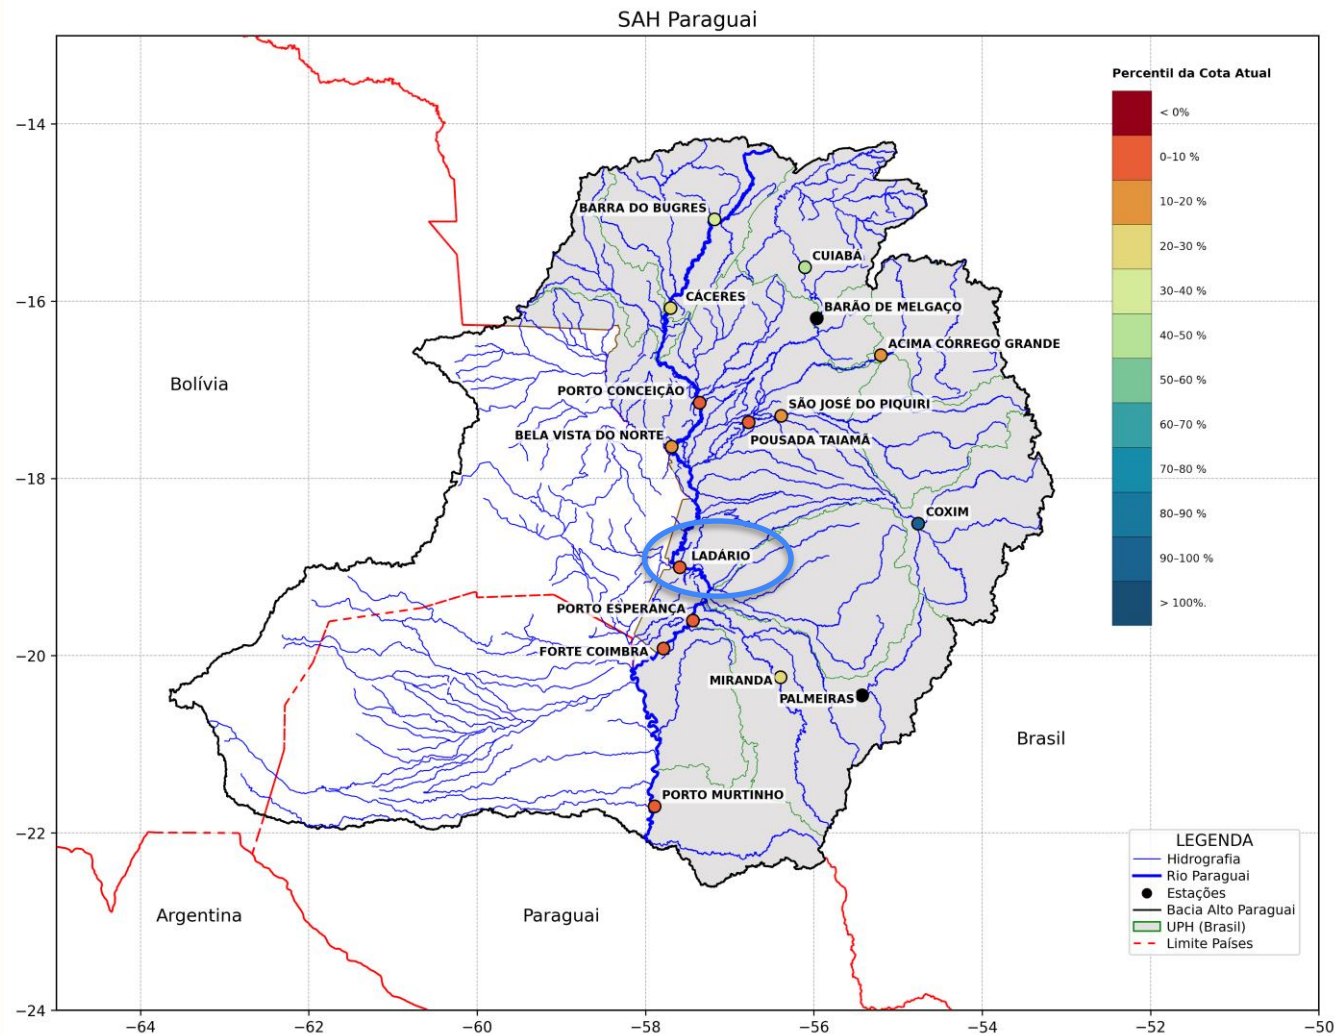 SAH Paraguai
Percentil da Cota Atual
< 0%
0–10 %
10–20 %
20–30 %
30–40 %
40–50 %
50–60 %
60–70 %
70–80 %
80–90 %
90–100 %
> 100%.
−14
−16
−18
−20
−22
−24
BARRA DO BUGRES
CUIABÁ
CÁCERES
BARÃO DE MELGAÇO
ACIMA CÓRREGO GRANDE
Bolívia
PORTO CONCEIÇÃO
SÃO JOSÉ DO PIQUIRI
BELA VISTA DO NORTE
POUSADA TAIAMÃ
COXIM
LADÁRIO
PORTO ESPERANÇA
FORTE COIMBRA
MIRANDA
PALMEIRAS
Brasil
PORTO MURTINHO
Argentina
Paraguai
LEGENDA
Hidrografia
Rio Paraguai
Estações
Bacia Alto Paraguai
UPH (Brasil)
Limite Países
−64
−62
−60
−58
−56
−54
−52
−50